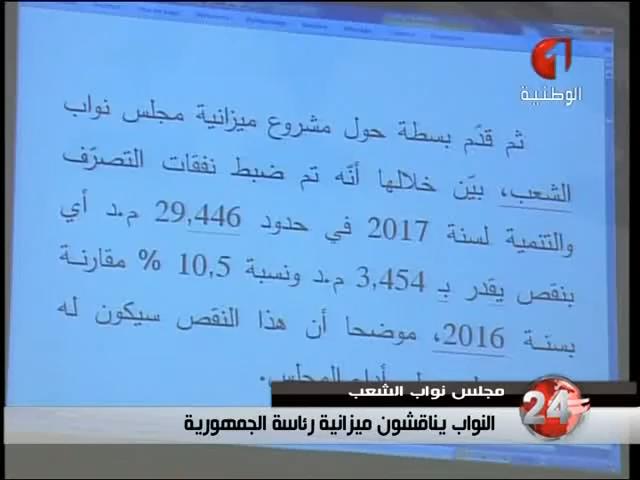 الوطنية
ثم قدّم بسطة حول مشروع ميزانية مجلس نواب
الشعب، بيّن خلالها أنّه تم ضبط نفقات التصرّف
والتنمية لسنة 2017 في حدود 29,446 م.د أي
بنقص يقدر بـ 3,454 م.د ونسبة 10,5 % مقارنة
بسنة 2016، موضحا أن هذا النقص سيكون له
أداء المجلس.
مجلس نواب الشعب
24
النواب يناقشون ميزانية رئاسة الجمهورية